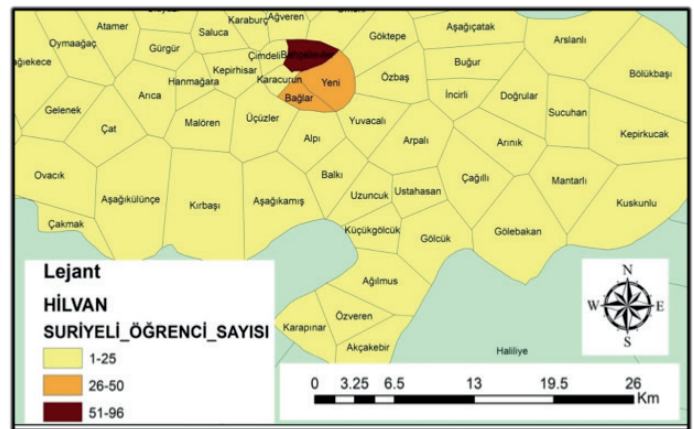 Karaburç
Ağveren
Atamer
Saluca
Göktepe
Aşağıçatak
Arslanlı
Oymaağaç
Gürgür
Çimdeli
Buğur
Bölükbaşı
Kepirhisar
Karacurun
Yeni
Özbaş
Hanmağara
Arıca
Bağlar
İncirli
Doğrular
Gelenek
Sucuhan
Malören
Üçüzler
Yuvacalı
Çat
Alpı
Arpalı
Arınık
Kepirkucak
Ovacık
Balkı
Çağıllı
Mantarlı
Aşağıkülünçe
Kırbaşı
Aşağıkamış
Uzuncuk
Ustahasan
Kuskunlu
Çakmak
Küçükgölcük
Gölcük
Gölebakan
Lejant
HİLVAN
SURİYELİ_ÖĞRENCİ_SAYISI
1-25
26-50
51-96
Ağılmus
Özveren
Karapınar
Akçakebir
Haliliye
N
W E
S
0 3.25 6.5 13 19.5 26
Km